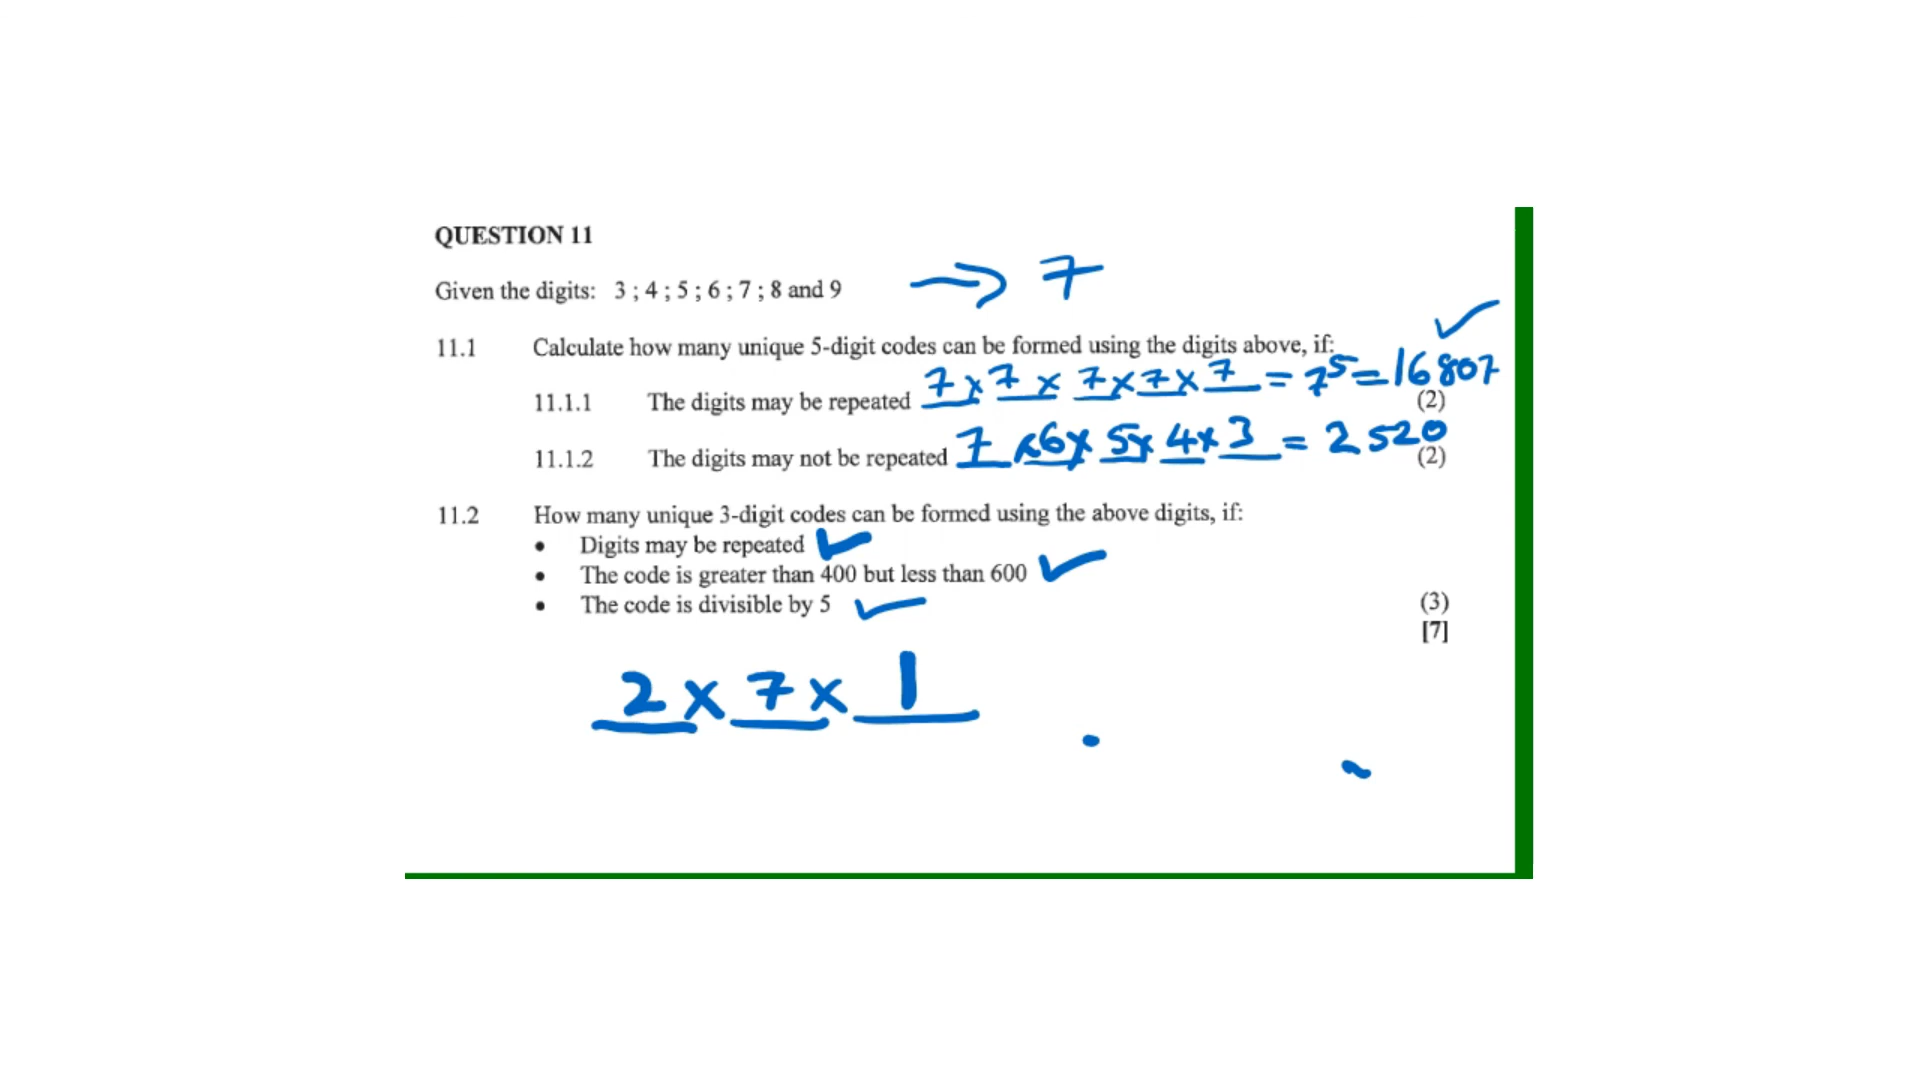 QUESTION 11
Given the digits: 3 ; 4 ; 5 ; 6 ; 7 ; 8 and 9 ⇒ 7
11.1 Calculate how many unique 5-digit codes can be formed using the digits above, if:
11.1.1 The digits may be repeated 7 x 7 x 7 x 7 x 7 = 7⁵ = 16807 ✓
(2)
11.1.2 The digits may not be repeated 7 x 6 x 5 x 4 x 3 = 2520
(2)
11.2 How many unique 3-digit codes can be formed using the above digits, if:
• Digits may be repeated ✓
• The code is greater than 400 but less than 600 ✓
• The code is divisible by 5 ✓ (3)
[7]
2 x 7 x 1